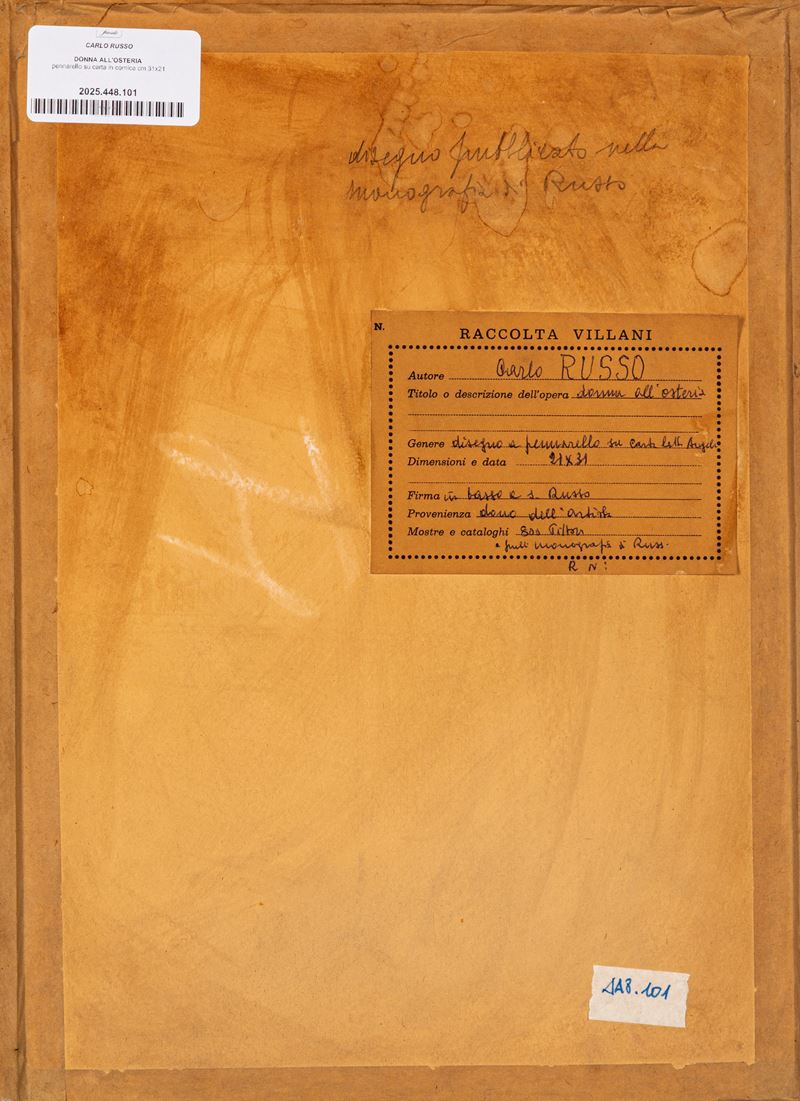 CARLO RUSSO
DONNA ALL'OSTERIA
pennarello su carta in cornice cm 31x21
2025.448.101
disegno pubblicato nella
monografia di Russo
N.
RACCOLTA VILLANI
Autore Carlo RUSSO
Titolo o descrizione dell'opera donna all'osteria
Genere disegno a pennarello su carta
Dimensioni e data 21x31
Firma in basso a s. Russo
Provenienza dono dell'artista
Mostre e cataloghi
monografia di Russo
R N:
448.101